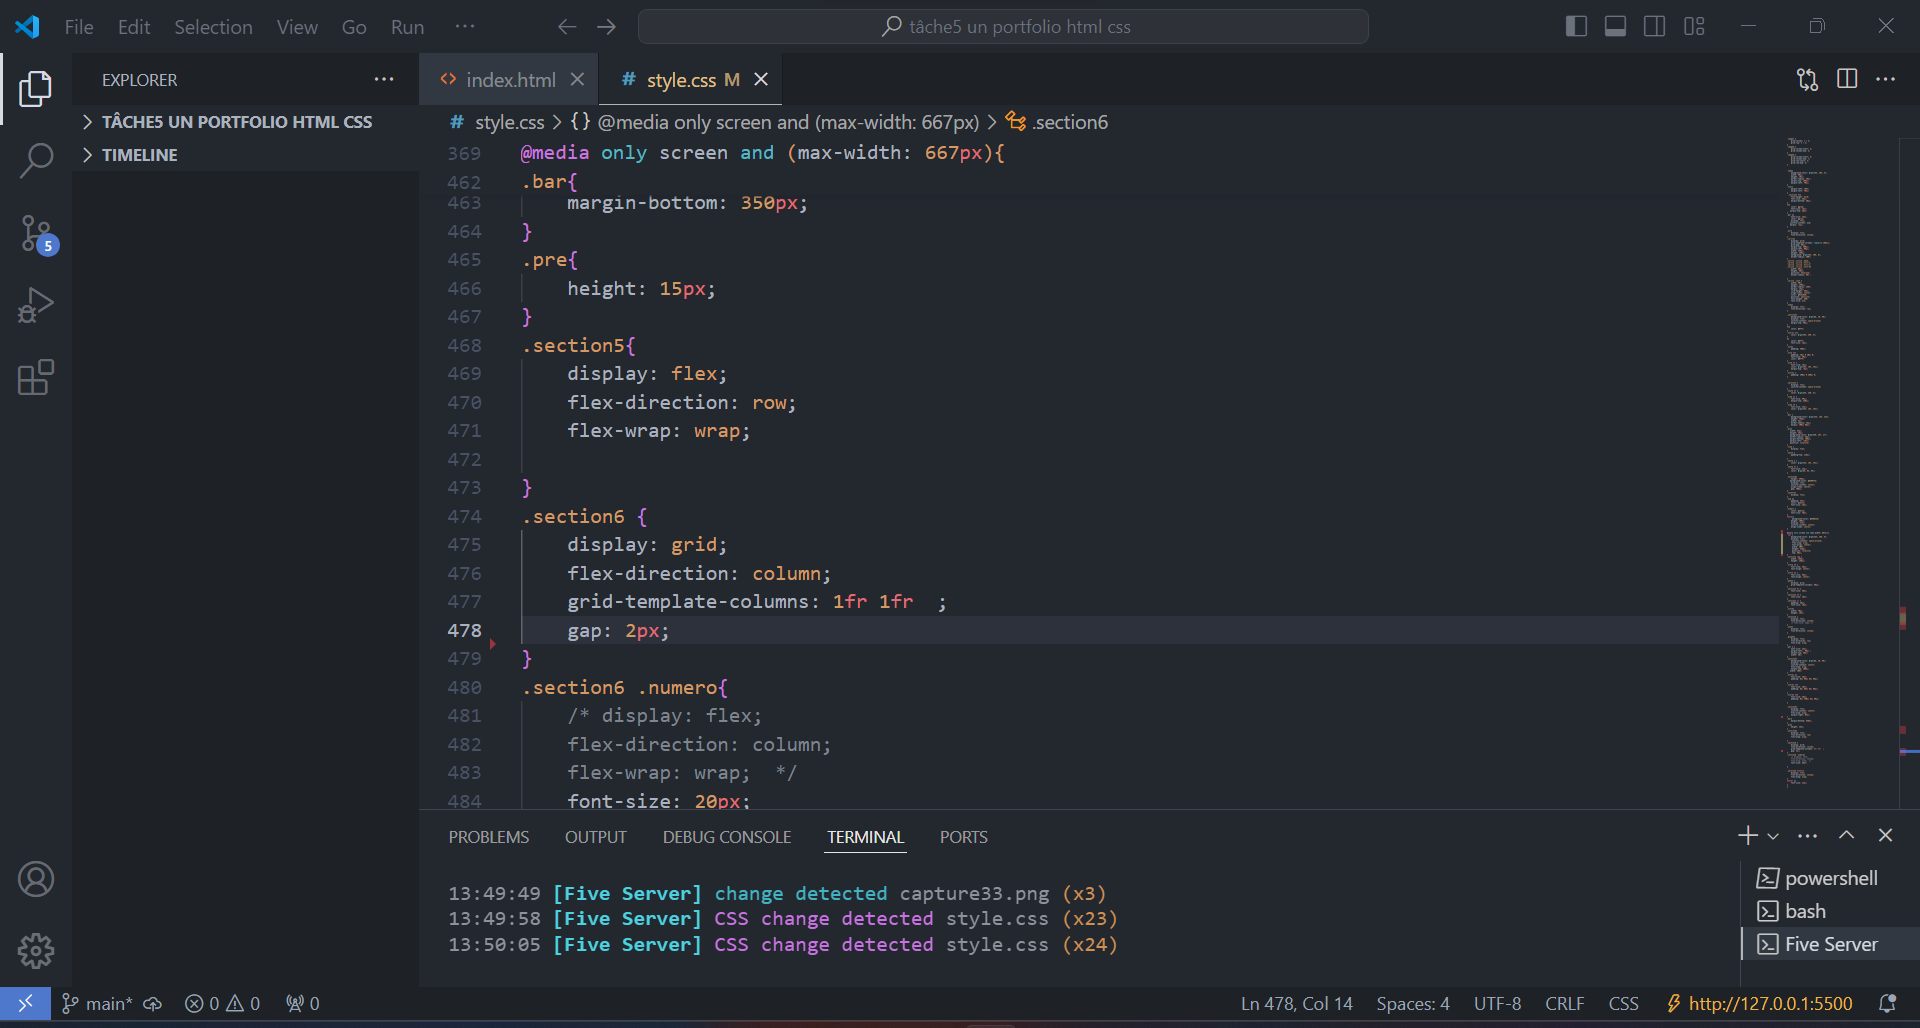 File Edit Selection View Go Run ··· tâche5 un portfolio html css
EXPLORER ···
TÂCHE5 UN PORTFOLIO HTML CSS
TIMELINE
5
<> index.html # style.css M
# style.css > {} @media only screen and (max-width: 667px) > .section6
369 @media only screen and (max-width: 667px){
462 .bar{
463     margin-bottom: 350px;
464 }
465 .pre{
466     height: 15px;
467 }
468 .section5{
469     display: flex;
470     flex-direction: row;
471     flex-wrap: wrap;
472
473 }
474 .section6 {
475     display: grid;
476     flex-direction: column;
477     grid-template-columns: 1fr 1fr  ;
478     gap: 2px;
479 }
480 .section6 .numero{
481     /* display: flex;
482     flex-direction: column;
483     flex-wrap: wrap;  */
484     font-size: 20px;
PROBLEMS OUTPUT DEBUG CONSOLE TERMINAL PORTS
13:49:49 [Five Server] change detected capture33.png (x3)
13:49:58 [Five Server] CSS change detected style.css (x23)
13:50:05 [Five Server] CSS change detected style.css (x24)
powershell
bash
Five Server
main* 0 0 0 Ln 478, Col 14 Spaces: 4 UTF-8 CRLF CSS http://127.0.0.1:5500